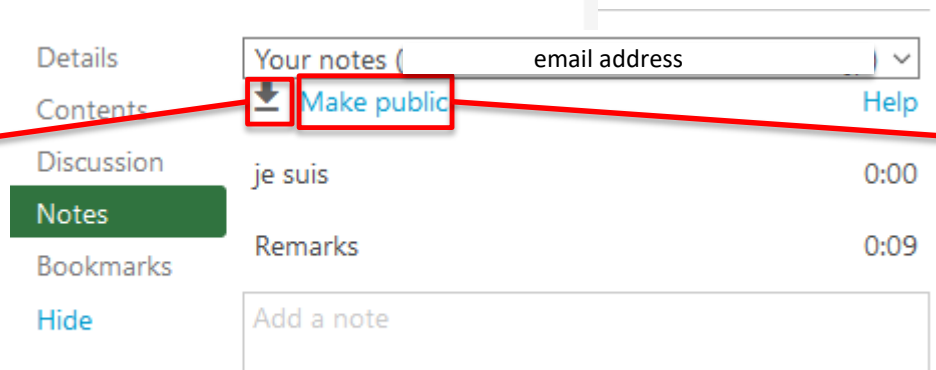 Details
Contents
Discussion
Notes
Bookmarks
Hide
Your notes ( email address )
Make public Help
je suis 0:00
Remarks 0:09
Add a note